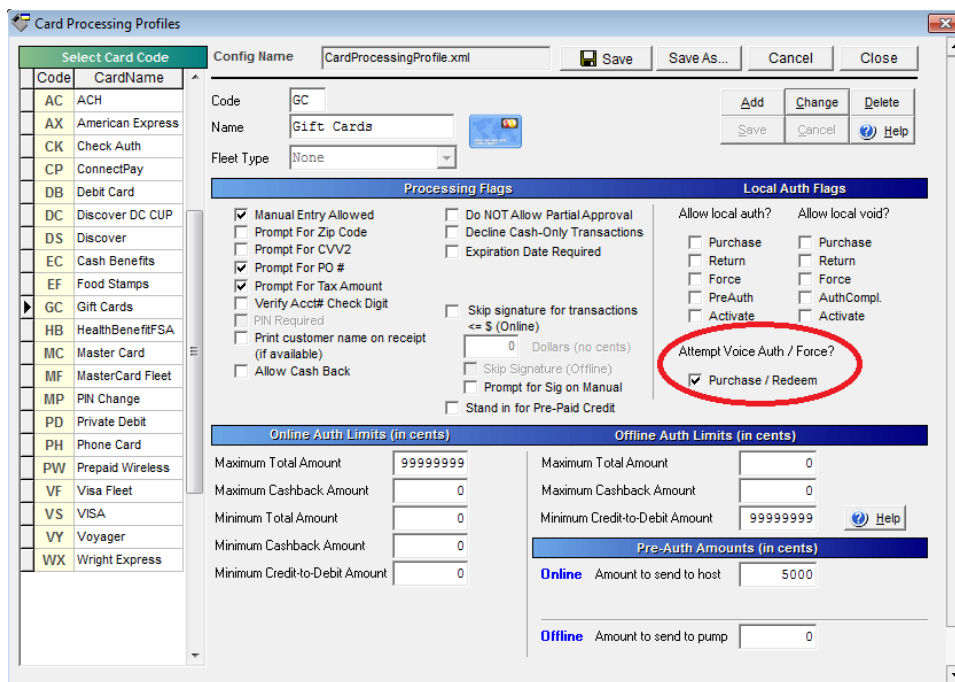 Card Processing Profiles
Select Card Code
Code CardName
AC ACH
AX American Express
CK Check Auth
CP ConnectPay
DB Debit Card
DC Discover DC CUP
DS Discover
EC Cash Benefits
EF Food Stamps
GC Gift Cards
HB HealthBenefitFSA
MC Master Card
MF MasterCard Fleet
MP PIN Change
PD Private Debit
PH Phone Card
PW Prepaid Wireless
VF Visa Fleet
VS VISA
VY Voyager
WX Wright Express
Config Name CardProcessingProfile.xml Save Save As... Cancel Close
Code GC Add Change Delete
Name Gift Cards Save Cancel Help
Fleet Type None
Processing Flags
Manual Entry Allowed
Prompt For Zip Code
Prompt For CVV2
Prompt For PO #
Prompt For Tax Amount
Verify Acct# Check Digit
PIN Required
Print customer name on receipt
(if available)
Allow Cash Back
Do NOT Allow Partial Approval
Decline Cash-Only Transactions
Expiration Date Required
Skip signature for transactions
<= $ (Online)
0 Dollars (no cents)
Skip Signature (Offline)
Prompt for Sig on Manual
Stand in for Pre-Paid Credit
Local Auth Flags
Allow local auth? Allow local void?
Purchase Purchase
Return Return
Force Force
PreAuth AuthCompl.
Activate Activate
Attempt Voice Auth / Force?
Purchase / Redeem
Online Auth Limits (in cents)
Maximum Total Amount 99999999
Maximum Cashback Amount 0
Minimum Total Amount 0
Minimum Cashback Amount 0
Minimum Credit-to-Debit Amount 0
Offline Auth Limits (in cents)
Maximum Total Amount 0
Maximum Cashback Amount 0
Minimum Credit-to-Debit Amount 99999999 Help
Pre-Auth Amounts (in cents)
Online Amount to send to host 5000
Offline Amount to send to pump 0